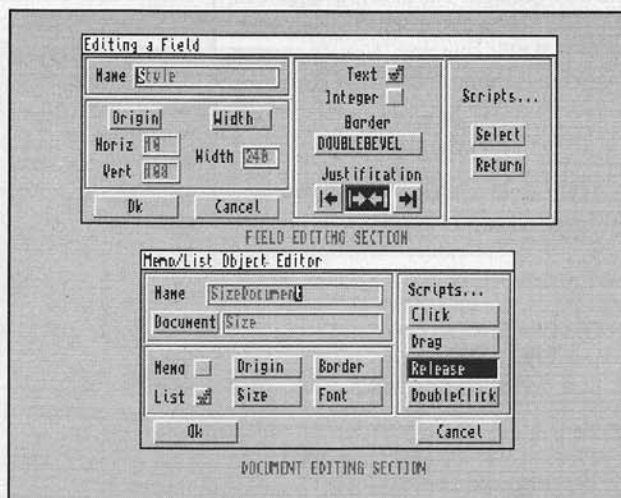 Editing a Field
Name Style
Origin Width
Horiz
Vert
Width 240
Ok Cancel
Text
Integer
Border
DOUBLEBEVEL
Justification
Scripts...
Select
Return
FIELD EDITING SECTION
Memo/List Object Editor
Name SizeDocument
Document Size
Memo Origin Border
List Size Font
Scripts...
Click
Drag
Release
DoubleClick
Ok Cancel
DOCUMENT EDITING SECTION